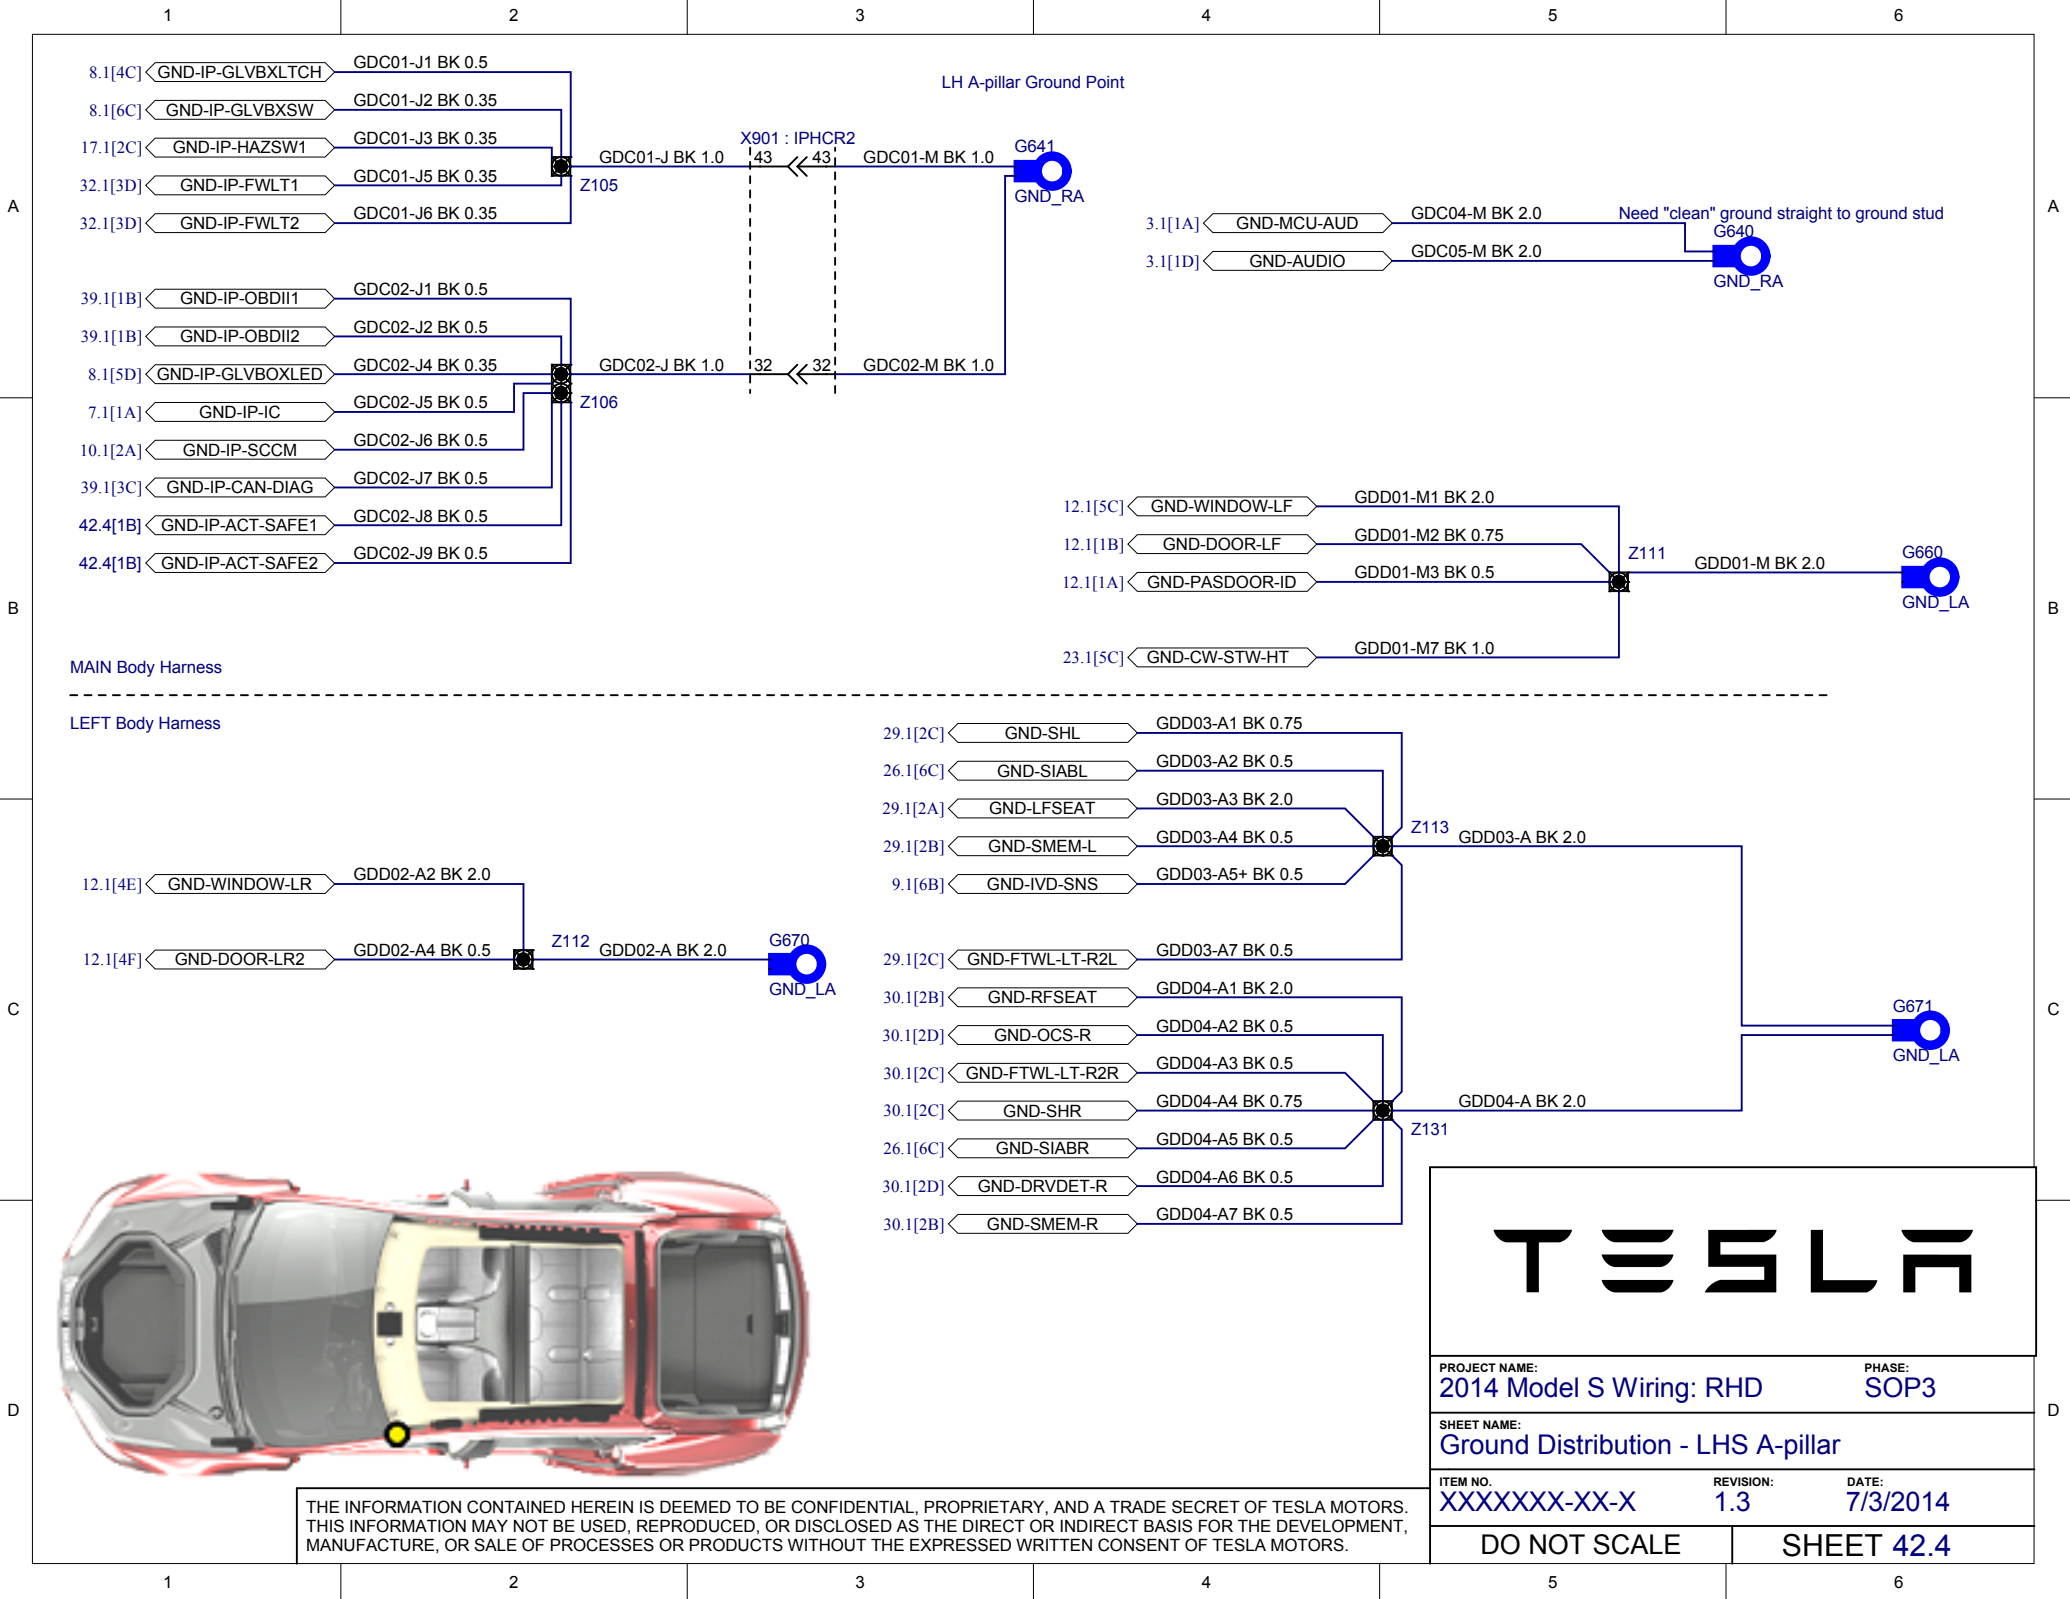 1 2 3 4 5 6
A
B
C
D
8.1[4C] GND-IP-GLVBXLTCH GDC01-J1 BK 0.5
8.1[6C] GND-IP-GLVBXSW GDC01-J2 BK 0.35
17.1[2C] GND-IP-HAZSW1 GDC01-J3 BK 0.35
32.1[3D] GND-IP-FWLT1 GDC01-J5 BK 0.35
32.1[3D] GND-IP-FWLT2 GDC01-J6 BK 0.35
Z105
GDC01-J BK 1.0
X901 : IPHCR2
43 43
GDC01-M BK 1.0
LH A-pillar Ground Point
G641
GND_RA
39.1[1B] GND-IP-OBDII1 GDC02-J1 BK 0.5
39.1[1B] GND-IP-OBDII2 GDC02-J2 BK 0.5
8.1[5D] GND-IP-GLVBOXLED GDC02-J4 BK 0.35
7.1[1A] GND-IP-IC GDC02-J5 BK 0.5
10.1[2A] GND-IP-SCCM GDC02-J6 BK 0.5
39.1[3C] GND-IP-CAN-DIAG GDC02-J7 BK 0.5
42.4[1B] GND-IP-ACT-SAFE1 GDC02-J8 BK 0.5
42.4[1B] GND-IP-ACT-SAFE2 GDC02-J9 BK 0.5
Z106
GDC02-J BK 1.0
32 32
GDC02-M BK 1.0
3.1[1A] GND-MCU-AUD GDC04-M BK 2.0
3.1[1D] GND-AUDIO GDC05-M BK 2.0
Need "clean" ground straight to ground stud
G640
GND_RA
12.1[5C] GND-WINDOW-LF GDD01-M1 BK 2.0
12.1[1B] GND-DOOR-LF GDD01-M2 BK 0.75
12.1[1A] GND-PASDOOR-ID GDD01-M3 BK 0.5
23.1[5C] GND-CW-STW-HT GDD01-M7 BK 1.0
Z111
GDD01-M BK 2.0
G660
GND_LA
MAIN Body Harness
LEFT Body Harness
12.1[4E] GND-WINDOW-LR GDD02-A2 BK 2.0
12.1[4F] GND-DOOR-LR2 GDD02-A4 BK 0.5
Z112
GDD02-A BK 2.0
G670
GND_LA
29.1[2C] GND-SHL GDD03-A1 BK 0.75
26.1[6C] GND-SIABL GDD03-A2 BK 0.5
29.1[2A] GND-LFSEAT GDD03-A3 BK 2.0
29.1[2B] GND-SMEM-L GDD03-A4 BK 0.5
9.1[6B] GND-IVD-SNS GDD03-A5+ BK 0.5
29.1[2C] GND-FTWL-LT-R2L GDD03-A7 BK 0.5
Z113
GDD03-A BK 2.0
30.1[2B] GND-RFSEAT GDD04-A1 BK 2.0
30.1[2D] GND-OCS-R GDD04-A2 BK 0.5
30.1[2C] GND-FTWL-LT-R2R GDD04-A3 BK 0.5
30.1[2C] GND-SHR GDD04-A4 BK 0.75
26.1[6C] GND-SIABR GDD04-A5 BK 0.5
30.1[2D] GND-DRVDET-R GDD04-A6 BK 0.5
30.1[2B] GND-SMEM-R GDD04-A7 BK 0.5
Z131
GDD04-A BK 2.0
G671
GND_LA
TESLA
PROJECT NAME: PHASE:
2014 Model S Wiring: RHD SOP3
SHEET NAME:
Ground Distribution - LHS A-pillar
ITEM NO. REVISION: DATE:
XXXXXXX-XX-X 1.3 7/3/2014
DO NOT SCALE SHEET 42.4
THE INFORMATION CONTAINED HEREIN IS DEEMED TO BE CONFIDENTIAL, PROPRIETARY, AND A TRADE SECRET OF TESLA MOTORS.
THIS INFORMATION MAY NOT BE USED, REPRODUCED, OR DISCLOSED AS THE DIRECT OR INDIRECT BASIS FOR THE DEVELOPMENT,
MANUFACTURE, OR SALE OF PROCESSES OR PRODUCTS WITHOUT THE EXPRESSED WRITTEN CONSENT OF TESLA MOTORS.
A
B
C
D
1 2 3 4 5 6